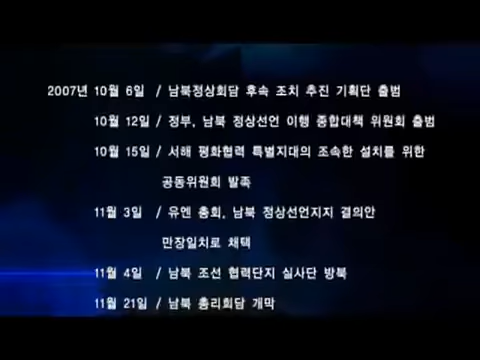 2007년 10월 6일 / 남북정상회담 후속 조치 추진 기획단 출범
10월 12일 / 정부, 남북 정상선언 이행 종합대책 위원회 출범
10월 15일 / 서해 평화협력 특별지대의 조속한 설치를 위한
공동위원회 발족
11월 3일 / 유엔 총회, 남북 정상선언지지 결의안
만장일치로 채택
11월 4일 / 남북 조선 협력단지 실사단 방북
11월 21일 / 남북 총리회담 개막